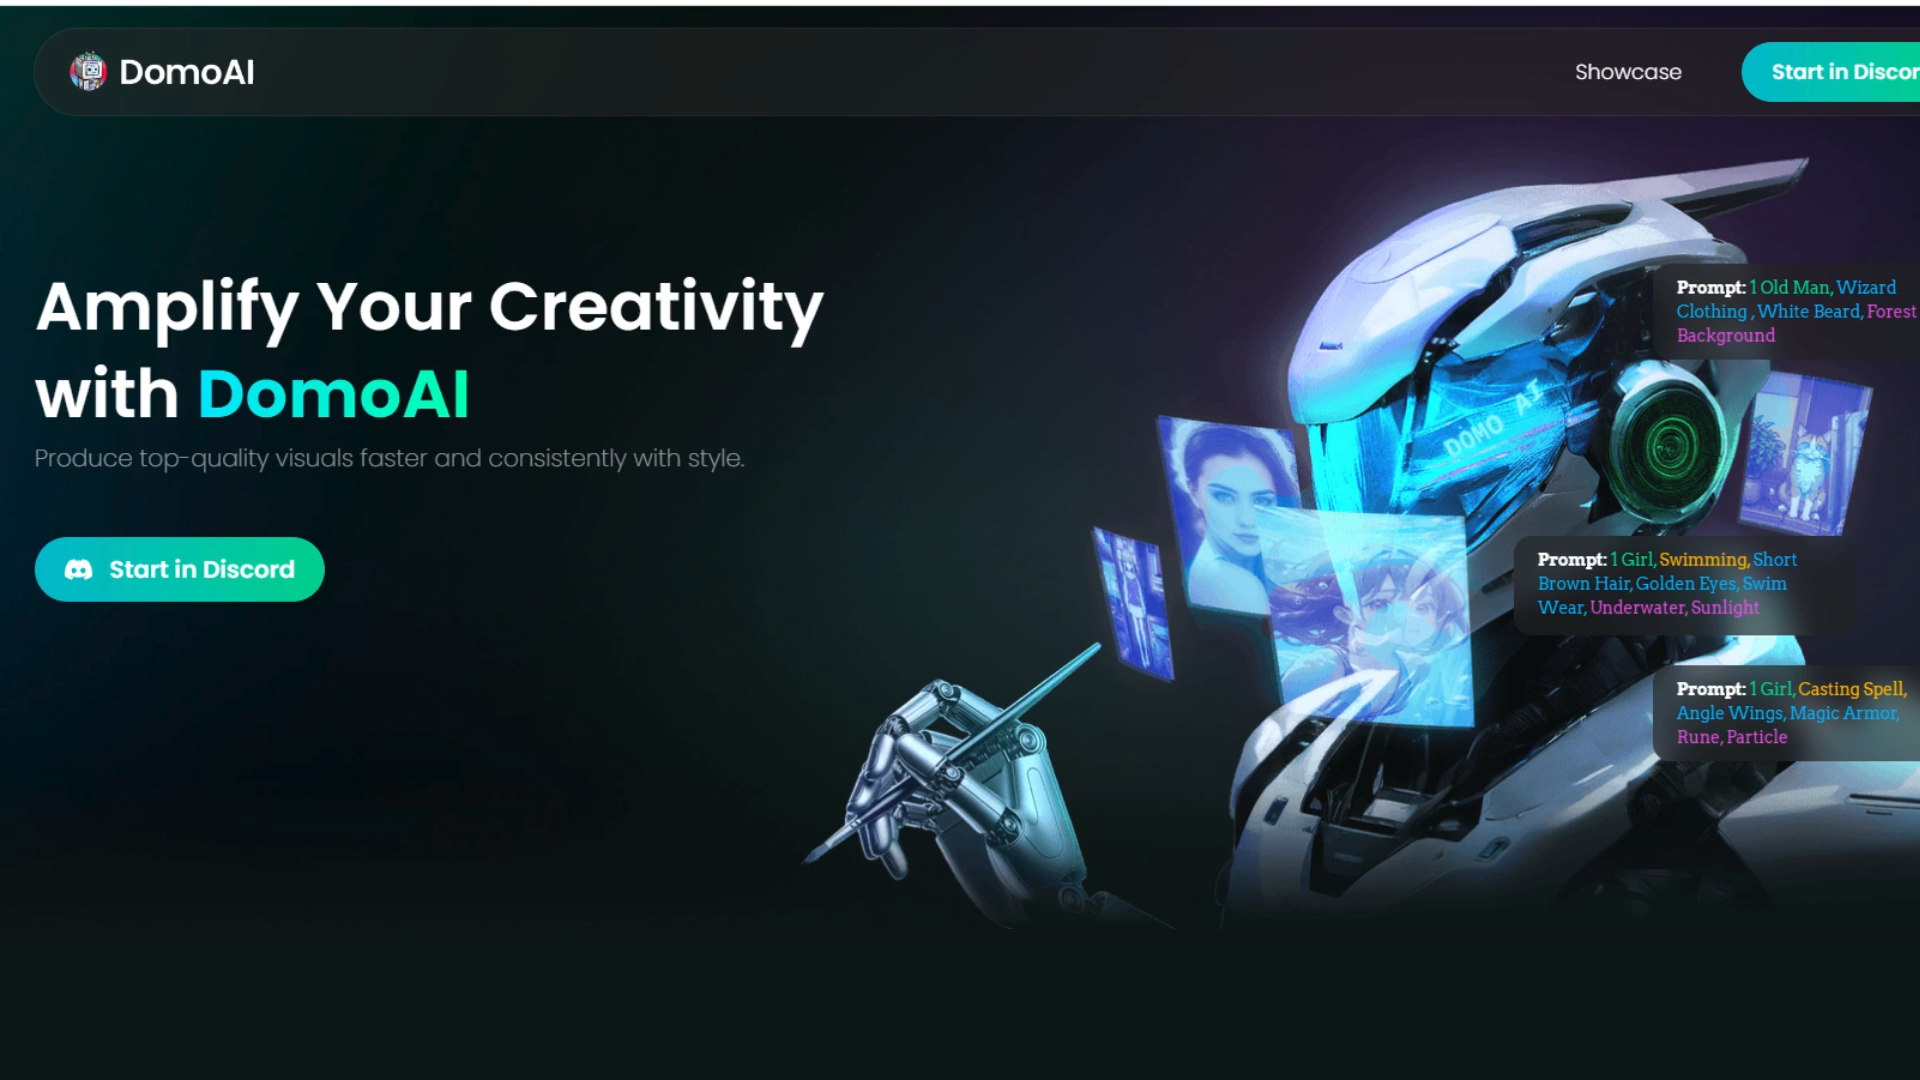 DomoAI
Showcase
Start in Discor
Amplify Your Creativity
with DomoAI
Produce top-quality visuals faster and consistently with style.
Start in Discord
DOMO AI
Prompt: 1 Old Man, Wizard
Clothing , White Beard, Forest
Background
Prompt: 1 Girl, Swimming, Short
Brown Hair, Golden Eyes, Swim
Wear, Underwater, Sunlight
Prompt: 1 Girl, Casting Spell,
Angle Wings, Magic Armor,
Rune, Particle